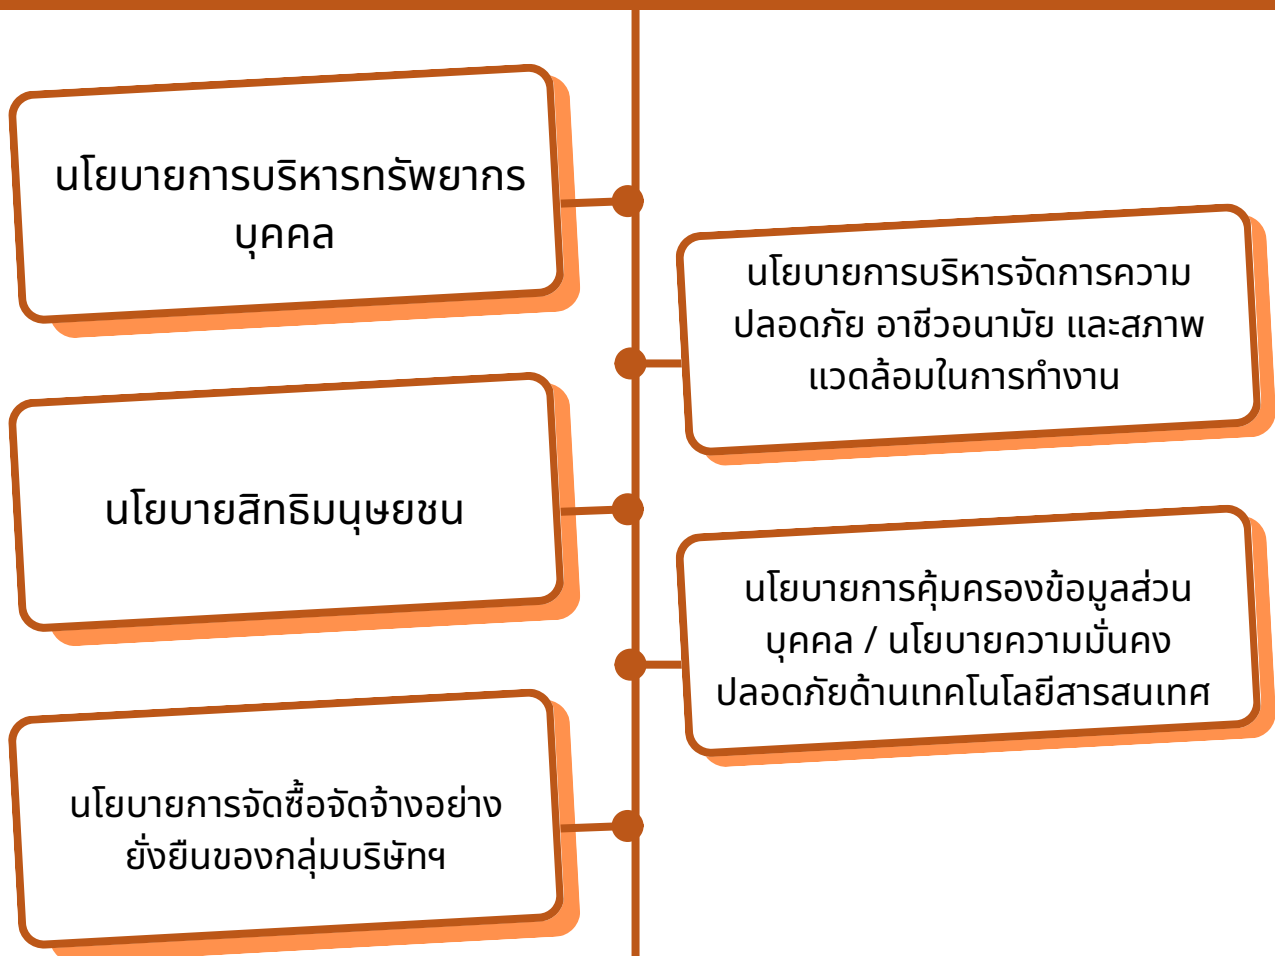 นโยบายการบริหารทรัพยากร
บุคคล
นโยบายการบริหารจัดการความ
ปลอดภัย อาชีวอนามัย และสภาพ
แวดล้อมในการทำงาน
นโยบายสิทธิมนุษยชน
นโยบายการคุ้มครองข้อมูลส่วน
บุคคล / นโยบายความมั่นคง
ปลอดภัยด้านเทคโนโลยีสารสนเทศ
นโยบายการจัดซื้อจัดจ้างอย่าง
ยั่งยืนของกลุ่มบริษัทฯ